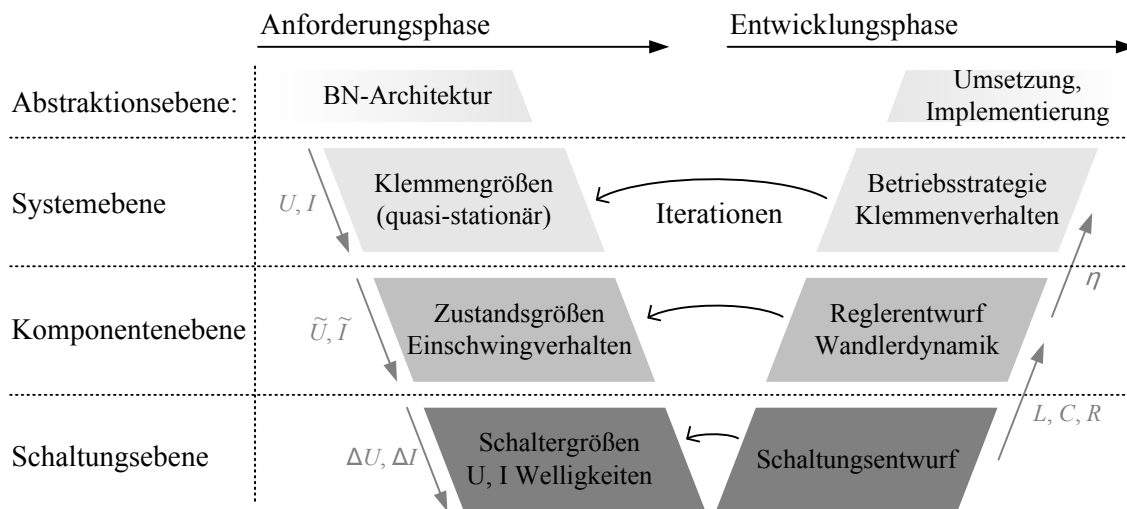 Anforderungsphase
Entwicklungsphase
Abstraktionsebene:
BN-Architektur
Umsetzung,
Implementierung
Systemebene
U, I
Klemmengrößen
(quasi-stationär)
Iterationen
Betriebsstrategie
Klemmenverhalten
η
Komponentenebene
Ũ, Ĩ
Zustandsgrößen
Einschwingverhalten
Reglerentwurf
Wandlerdynamik
L, C, R
Schaltungsebene
ΔU, ΔI
Schaltergrößen
U, I Welligkeiten
Schaltungsentwurf